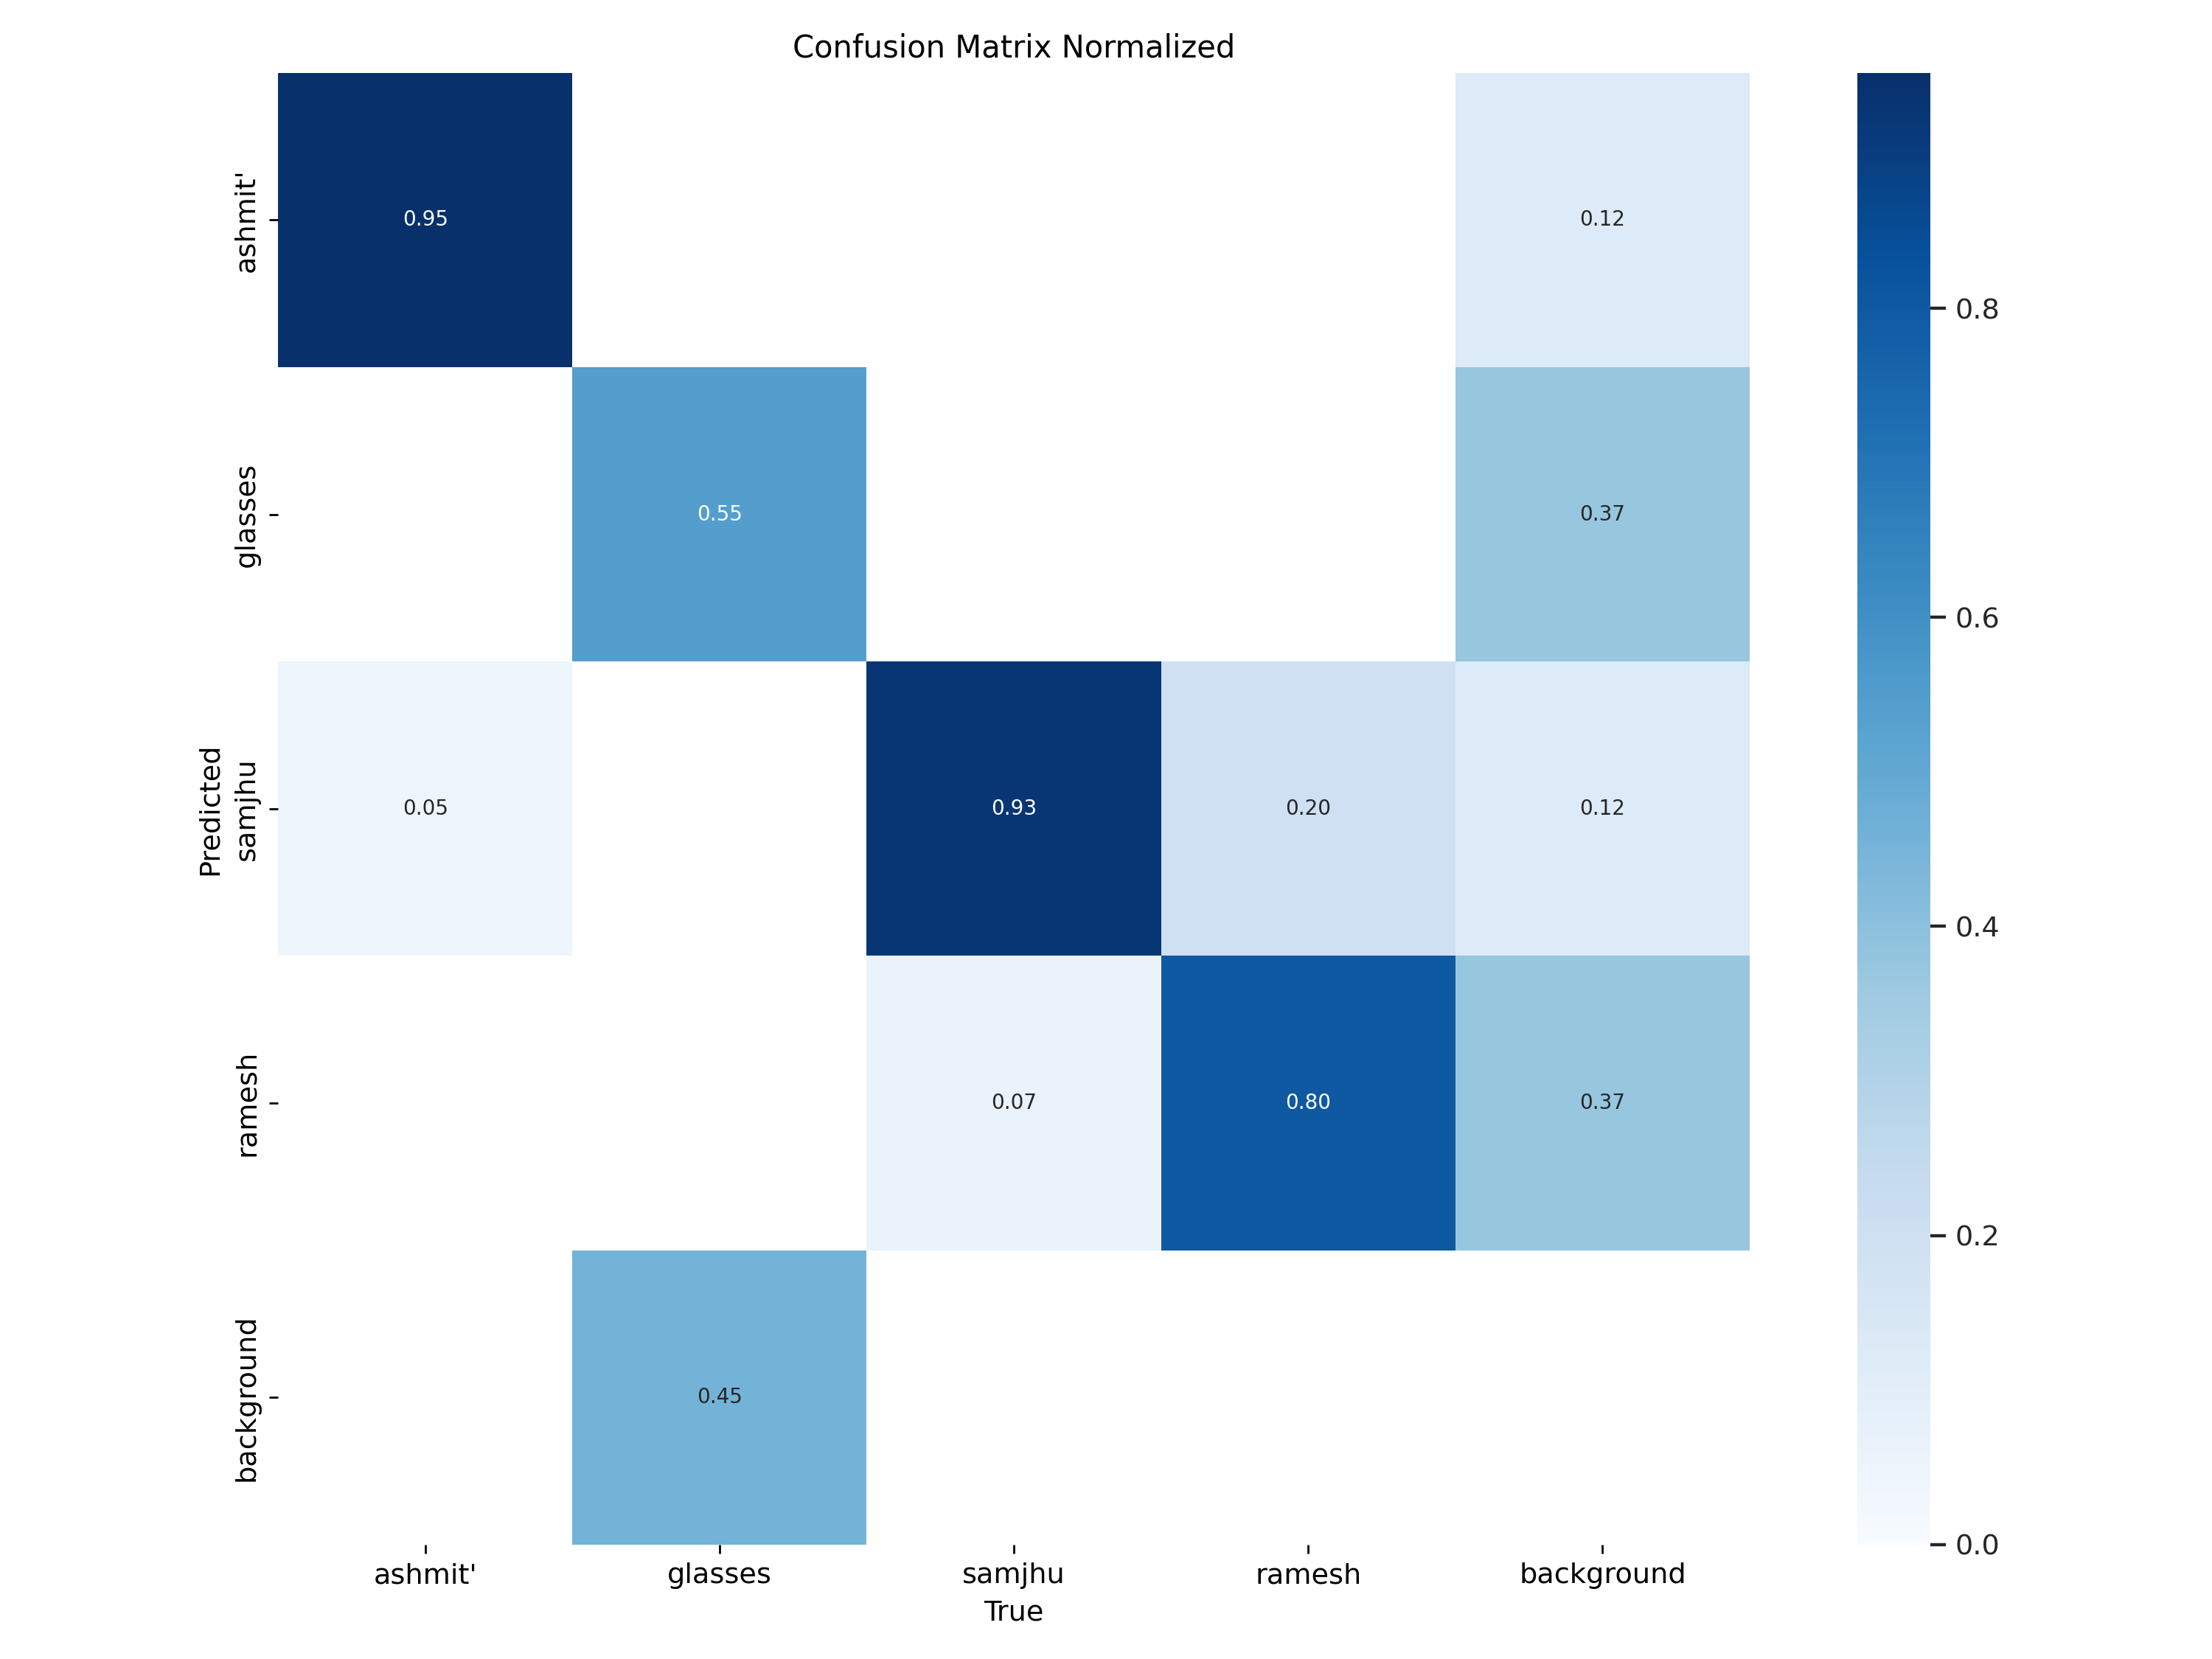 Confusion Matrix Normalized
ashmit'
0.95
0.12
0.8
glasses
0.55
0.37
0.6
Predicted
samjhu
0.05
0.93
0.20
0.12
0.4
ramesh
0.07
0.80
0.37
0.2
background
0.45
0.0
ashmit' glasses samjhu ramesh background
True